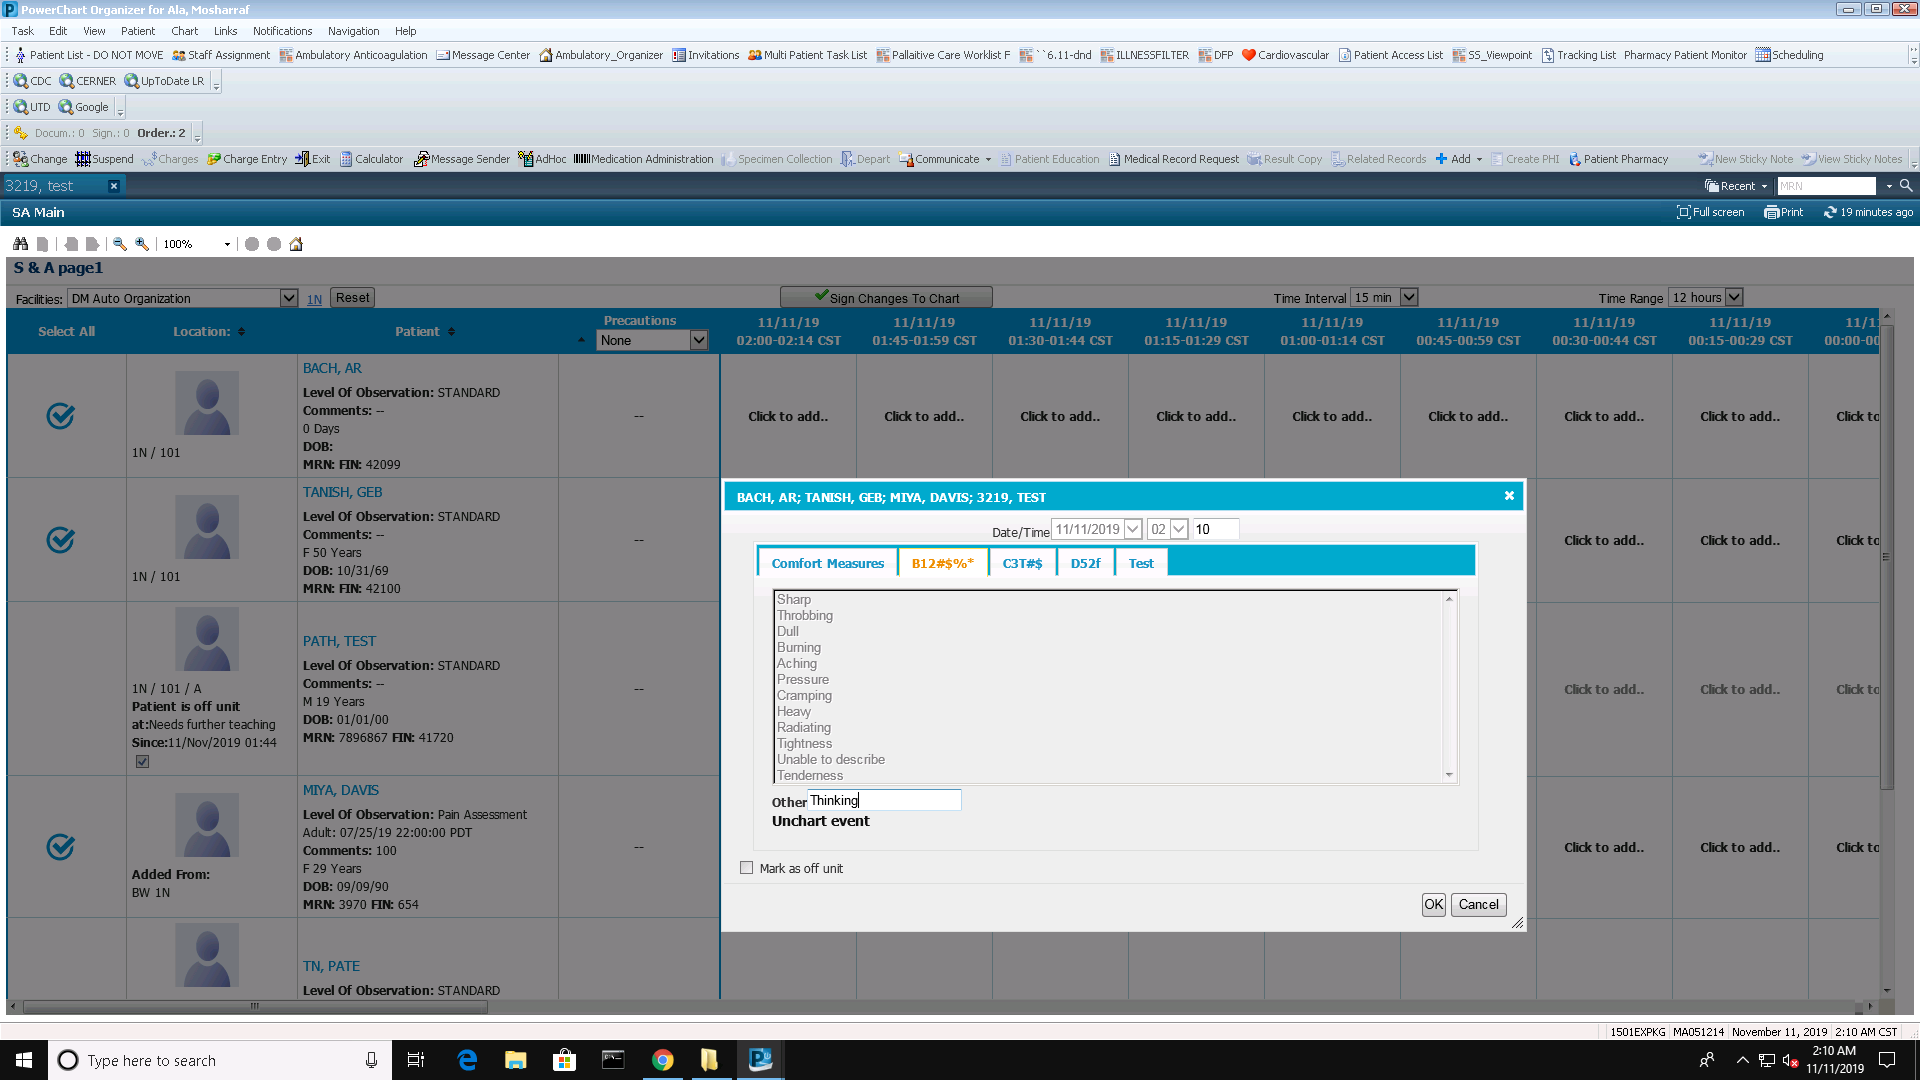 PowerChart Organizer for Ala, Mosharraf
Task Edit View Patient Chart Links Notifications Navigation Help
Patient List - DO NOT MOVE Staff Assignment Ambulatory Anticoagulation Message Center Ambulatory_Organizer Invitations Multi Patient Task List Pallaitive Care Worklist F ``6.11-dnd ILLNESSFILTER DFP Cardiovascular Patient Access List SS_Viewpoint Tracking List Pharmacy Patient Monitor Scheduling
CDC CERNER UpToDate LR
UTD Google
Docum.: 0 Sign.: 0 Order.: 2
Change Suspend Charges Charge Entry Exit Calculator Message Sender AdHoc Medication Administration Specimen Collection Depart Communicate Patient Education Medical Record Request Result Copy Related Records Add Create PHI Patient Pharmacy New Sticky Note View Sticky Notes
3219, test Recent MRN
SA Main Full screen Print 19 minutes ago
100%
S & A page1
Facilities: DM Auto Organization 1N Reset Sign Changes To Chart Time Interval 15 min Time Range 12 hours
Select All Location: Patient Precautions None
11/11/19 11/11/19 11/11/19 11/11/19 11/11/19 11/11/19 11/11/19 11/11/19 11/1
02:00-02:14 CST 01:45-01:59 CST 01:30-01:44 CST 01:15-01:29 CST 01:00-01:14 CST 00:45-00:59 CST 00:30-00:44 CST 00:15-00:29 CST 00:00-00
1N / 101
BACH, AR
Level Of Observation: STANDARD
Comments: --
0 Days
DOB:
MRN: FIN: 42099
--
Click to add.. Click to add.. Click to add.. Click to add.. Click to add.. Click to add.. Click to add.. Click to add.. Click to
1N / 101
TANISH, GEB
Level Of Observation: STANDARD
Comments: --
F 50 Years
DOB: 10/31/69
MRN: FIN: 42100
--
Click to add.. Click to add.. Click to
1N / 101 / A
Patient is off unit
at:Needs further teaching
Since:11/Nov/2019 01:44
PATH, TEST
Level Of Observation: STANDARD
Comments: --
M 19 Years
DOB: 01/01/00
MRN: 7896867 FIN: 41720
--
Click to add.. Click to add.. Click to
Added From:
BW 1N
MIYA, DAVIS
Level Of Observation: Pain Assessment
Adult: 07/25/19 22:00:00 PDT
Comments: 100
F 29 Years
DOB: 09/09/90
MRN: 3970 FIN: 654
--
Click to add.. Click to add.. Click to
TN, PATE
Level Of Observation: STANDARD
BACH, AR; TANISH, GEB; MIYA, DAVIS; 3219, TEST
Date/Time 11/11/2019 02 10
Comfort Measures B12#$%* C3T#$ D52f Test
Sharp
Throbbing
Dull
Burning
Aching
Pressure
Cramping
Heavy
Radiating
Tightness
Unable to describe
Tenderness
Other Thinking
Unchart event
Mark as off unit
OK Cancel
1501EXPKG MA051214 November 11, 2019 2:10 AM CST
Type here to search
2:10 AM
11/11/2019